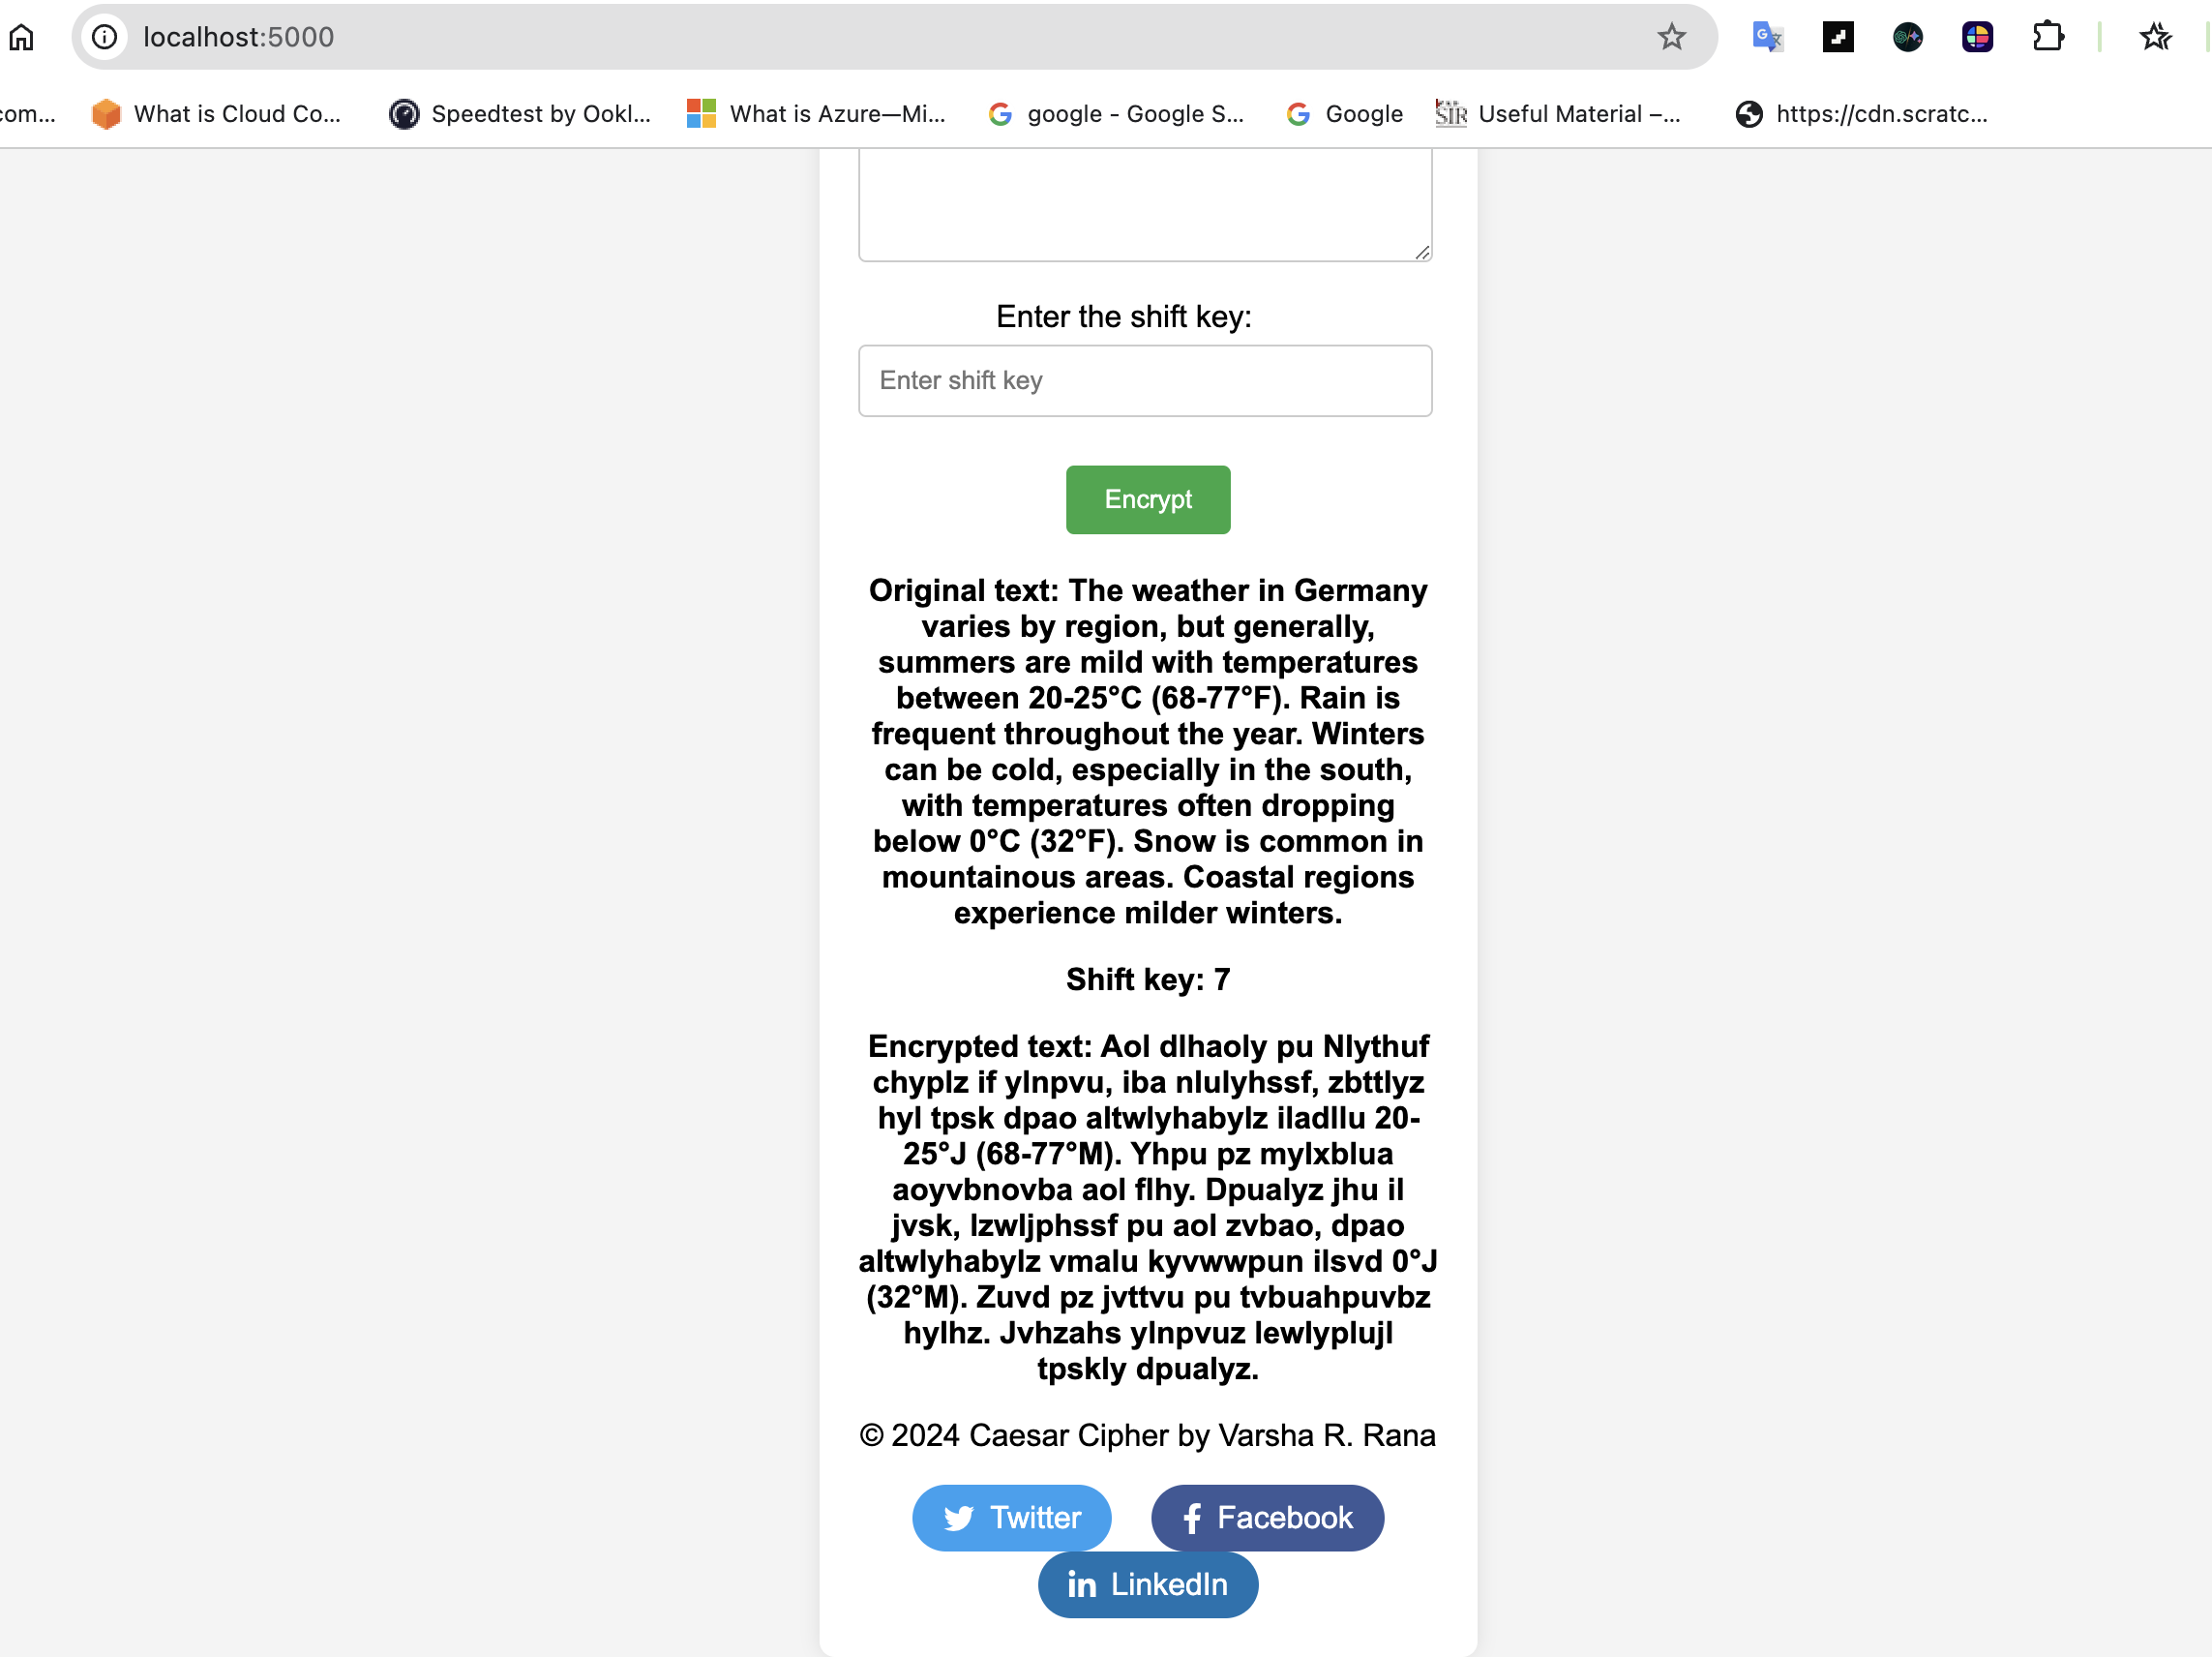 localhost:5000
com...
What is Cloud Co...
Speedtest by Ookl...
What is Azure—Mi...
google - Google S...
Google
Useful Material –...
https://cdn.scratc...
Enter the shift key:
Enter shift key
Encrypt
Original text: The weather in Germany
varies by region, but generally,
summers are mild with temperatures
between 20-25°C (68-77°F). Rain is
frequent throughout the year. Winters
can be cold, especially in the south,
with temperatures often dropping
below 0°C (32°F). Snow is common in
mountainous areas. Coastal regions
experience milder winters.
Shift key: 7
Encrypted text: Aol dlhaoly pu Nlythuf
chyplz if ylnpvu, iba nlulyhssf, zbttlyz
hyl tpsk dpao altwlyhabylz iladllu 20-
25°J (68-77°M). Yhpu pz mylxblua
aoyvbnovba aol flhy. Dpualyz jhu il
jvsk, lzwljphssf pu aol zvbao, dpao
altwlyhabylz vmalu kyvwwpun ilsvd 0°J
(32°M). Zuvd pz jvttvu pu tvbuahpuvbz
hylhz. Jvhzahs ylnpvuz lewlyplujl
tpskly dpualyz.
© 2024 Caesar Cipher by Varsha R. Rana
Twitter
Facebook
LinkedIn